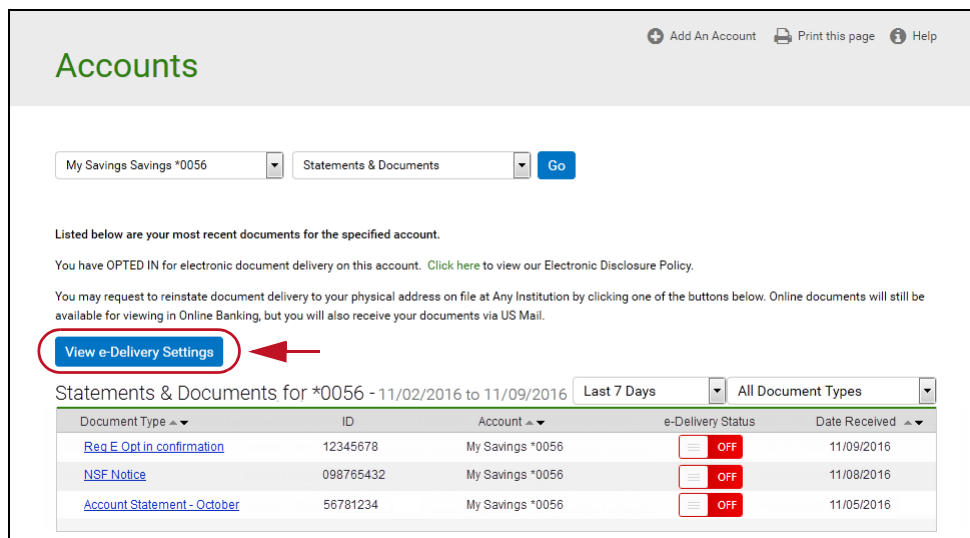 Add An Account Print this page Help
Accounts
My Savings Savings *0056 Statements & Documents Go
Listed below are your most recent documents for the specified account.
You have OPTED IN for electronic document delivery on this account. Click here to view our Electronic Disclosure Policy.
You may request to reinstate document delivery to your physical address on file at Any Institution by clicking one of the buttons below. Online documents will still be
available for viewing in Online Banking, but you will also receive your documents via US Mail.
View e-Delivery Settings
Statements & Documents for *0056 - 11/02/2016 to 11/09/2016 Last 7 Days All Document Types
Document Type ID Account e-Delivery Status Date Received
Reg E Opt in confirmation 12345678 My Savings *0056 OFF 11/09/2016
NSF Notice 098765432 My Savings *0056 OFF 11/08/2016
Account Statement - October 56781234 My Savings *0056 OFF 11/05/2016